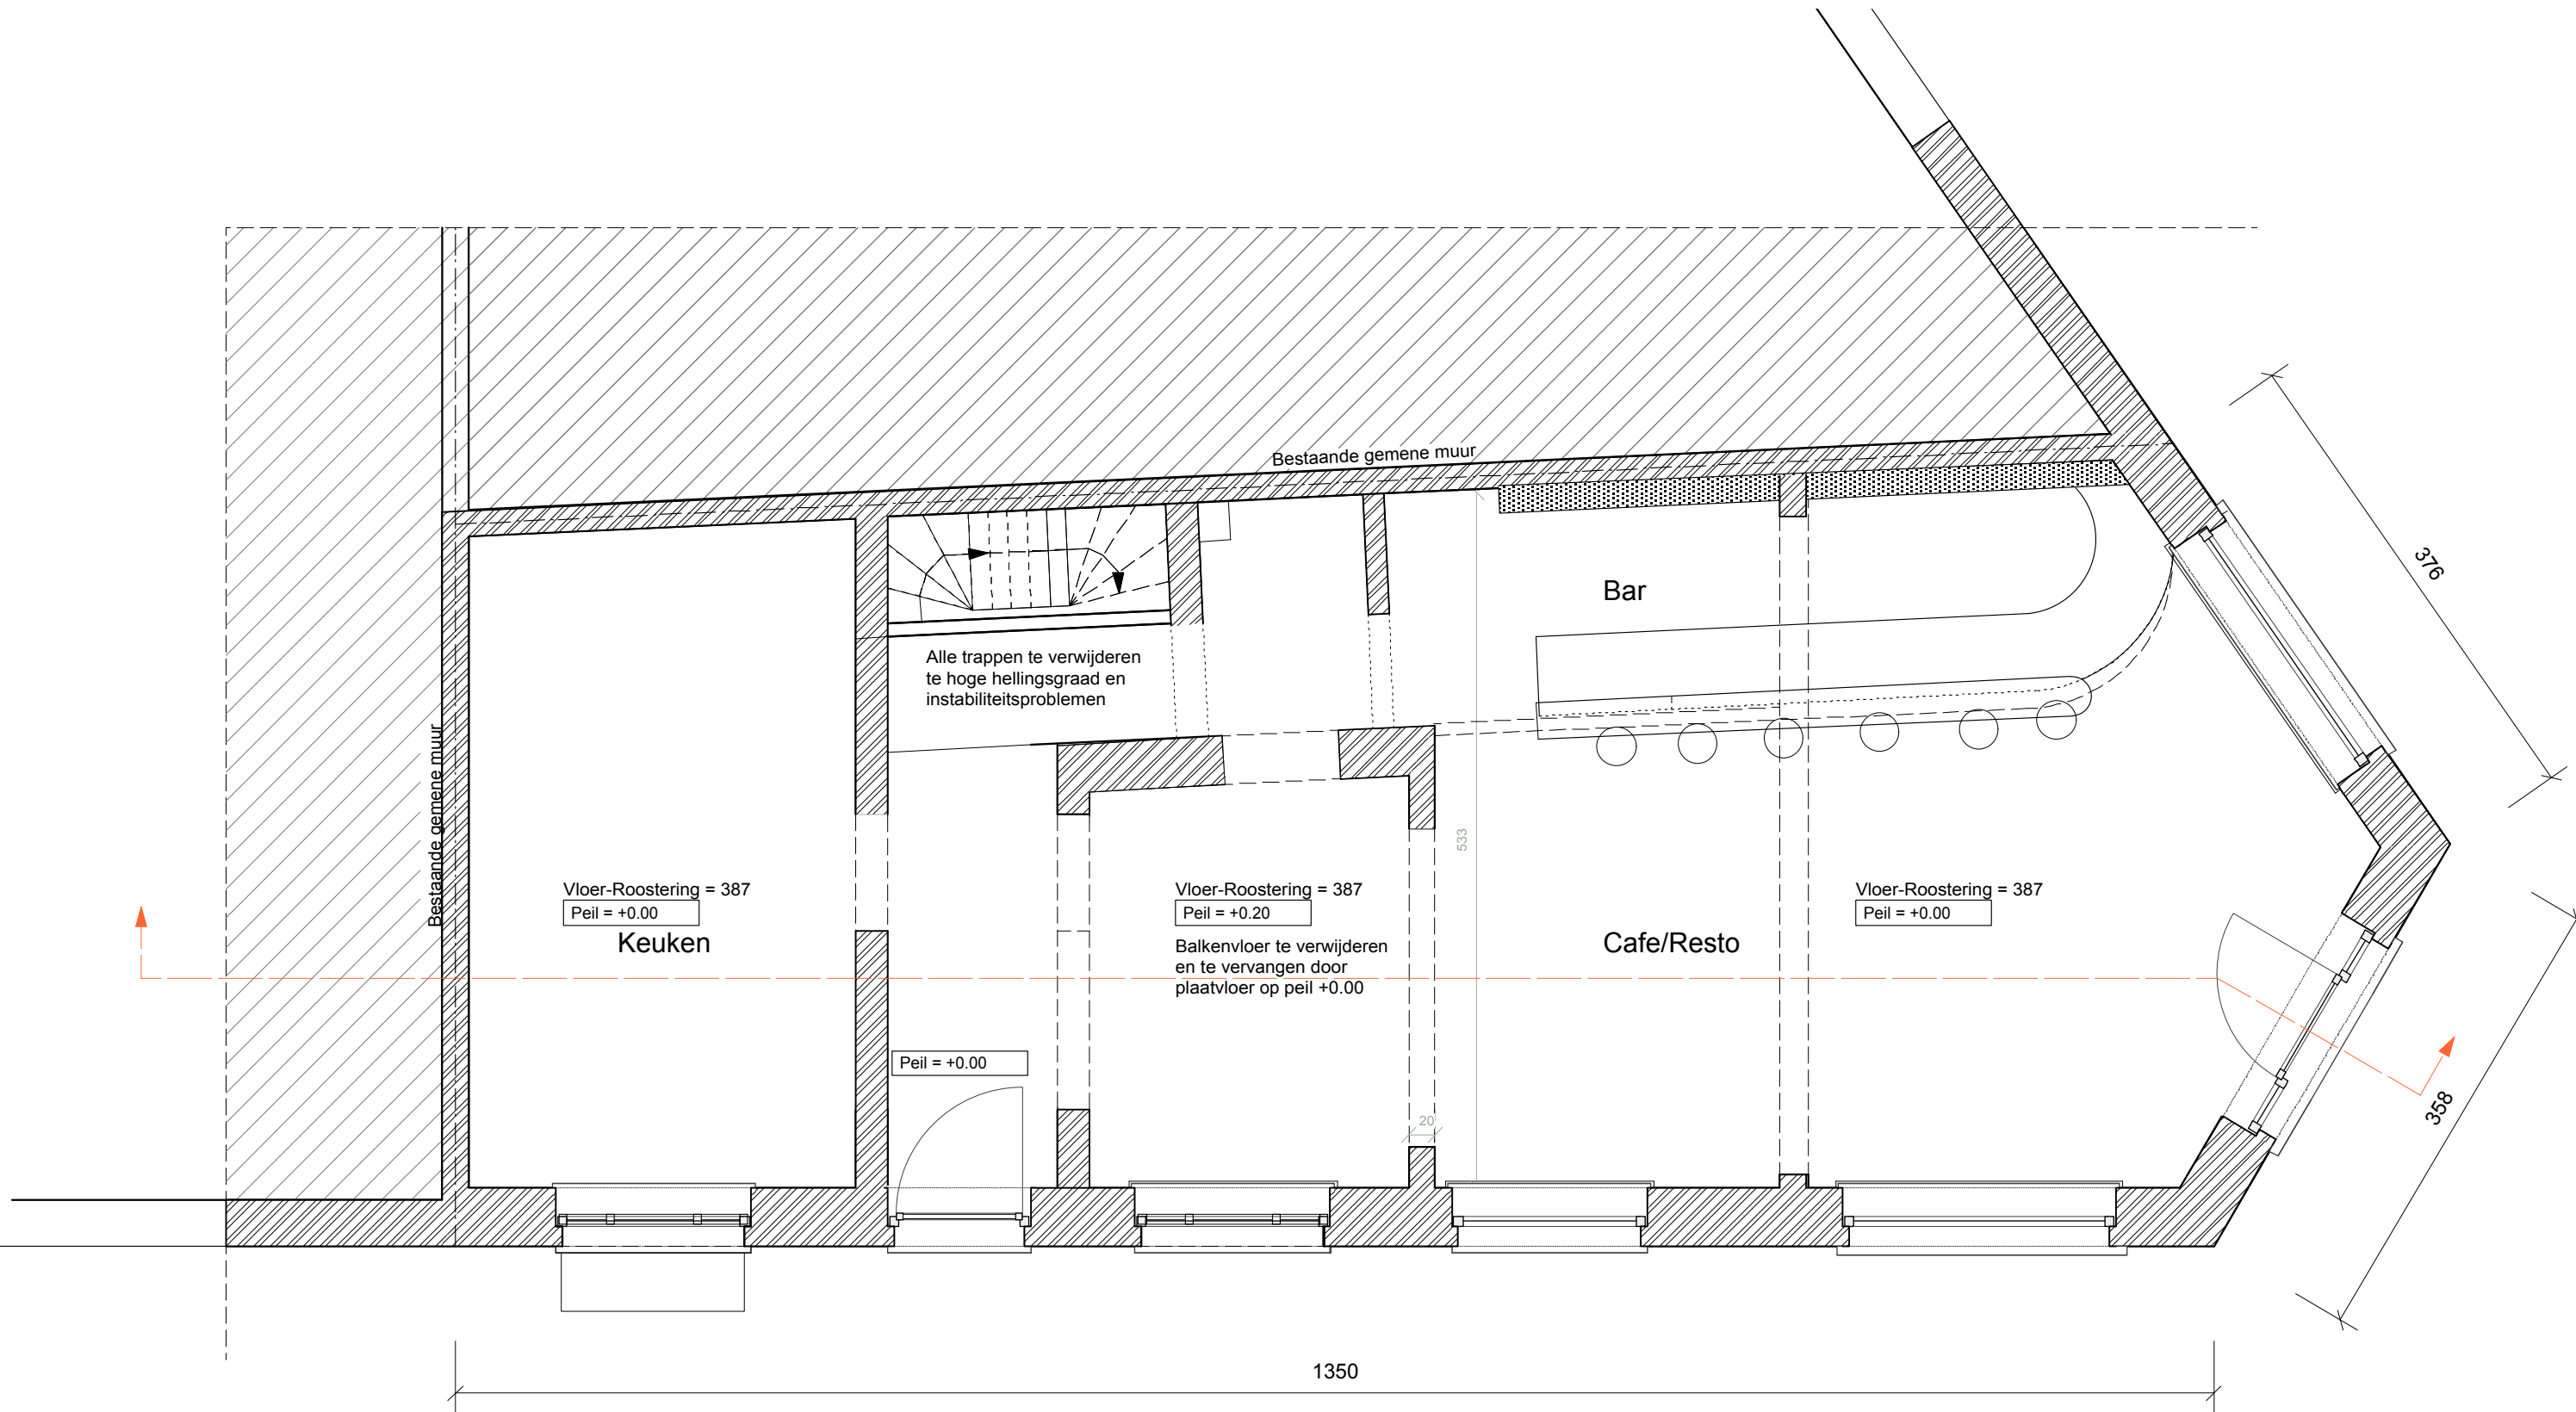 Bestaande gemene muur
376
Bar
Alle trappen te verwijderen
te hoge hellingsgraad en
instabiliteitsproblemen
Bestaande gemene muur
533
Vloer-Roostering = 387
Peil = +0.00
Keuken
Vloer-Roostering = 387
Peil = +0.20
Balkenvloer te verwijderen
en te vervangen door
plaatvloer op peil +0.00
Cafe/Resto
Vloer-Roostering = 387
Peil = +0.00
Peil = +0.00
20
358
1350